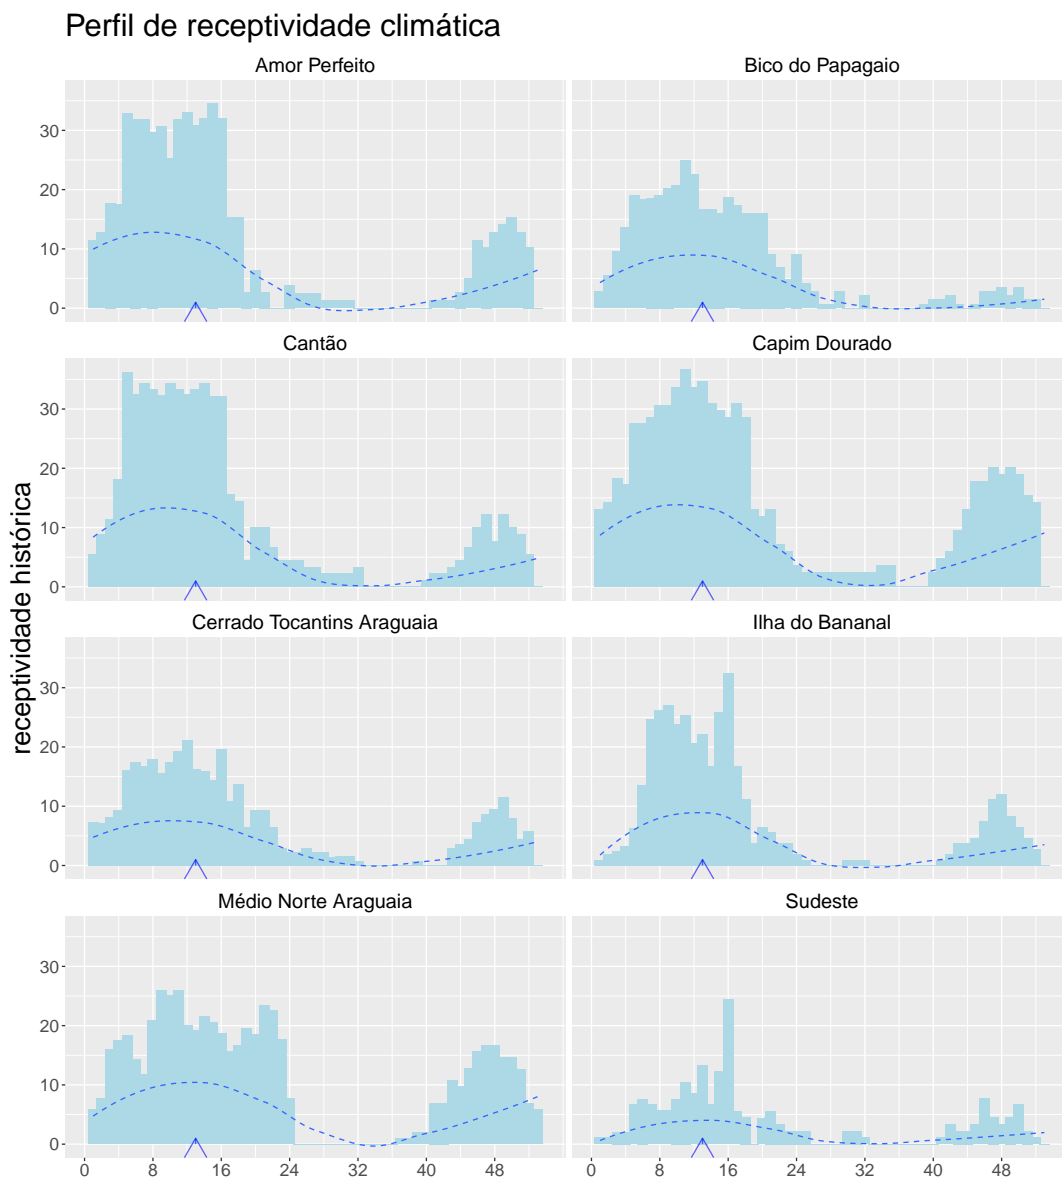 Perfil de receptividade climática
Amor Perfeito
Bico do Papagaio
30
20
10
0
Cantão
Capim Dourado
30
20
10
0
receptividade histórica
Cerrado Tocantins Araguaia
Ilha do Bananal
30
20
10
0
Médio Norte Araguaia
Sudeste
30
20
10
0
0 8 16 24 32 40 48
0 8 16 24 32 40 48